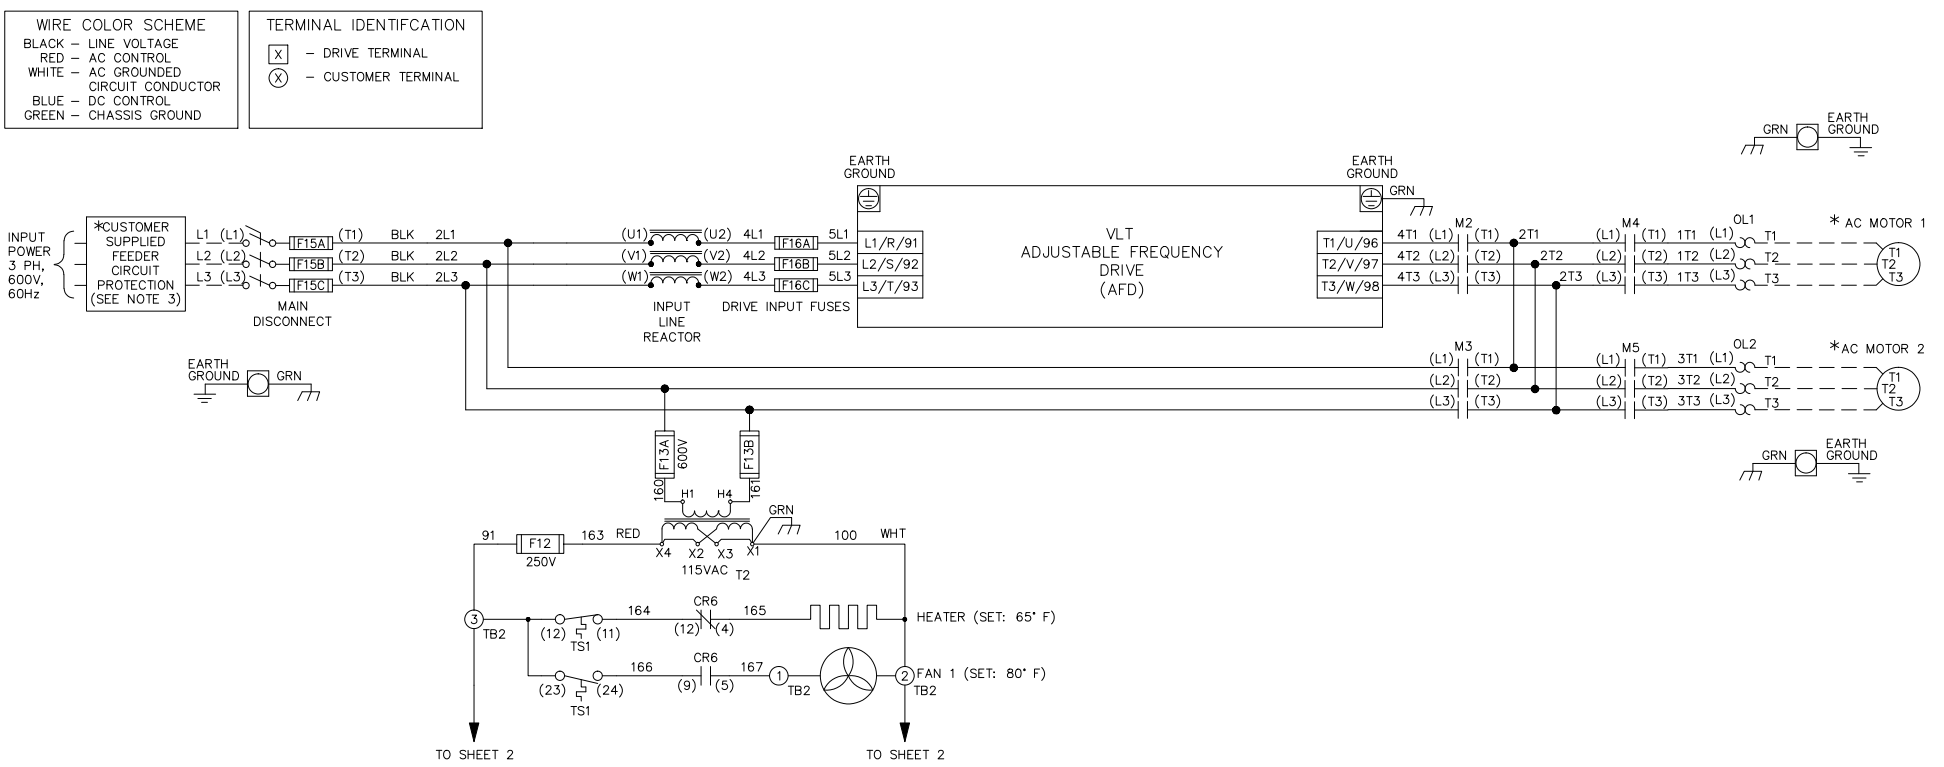 WIRE COLOR SCHEME
BLACK – LINE VOLTAGE
RED – AC CONTROL
WHITE – AC GROUNDED
CIRCUIT CONDUCTOR
BLUE – DC CONTROL
GREEN – CHASSIS GROUND
TERMINAL IDENTIFCATION
X – DRIVE TERMINAL
X – CUSTOMER TERMINAL
GRN EARTH GROUND
EARTH GROUND
EARTH GROUND
GRN
INPUT
POWER
3 PH,
600V,
60Hz
*CUSTOMER
SUPPLIED
FEEDER
CIRCUIT
PROTECTION
(SEE NOTE 3)
L1 (L1) F15A (T1) BLK 2L1 (U1) (U2) 4L1 F16A 5L1 L1/R/91
L2 (L2) F15B (T2) BLK 2L2 (V1) (V2) 4L2 F16B 5L2 L2/S/92
L3 (L3) F15C (T3) BLK 2L3 (W1) (W2) 4L3 F16C 5L3 L3/T/93
MAIN
DISCONNECT
INPUT
LINE
REACTOR
DRIVE INPUT FUSES
VLT
ADJUSTABLE FREQUENCY
DRIVE
(AFD)
M2 M4 OL1 * AC MOTOR 1
T1/U/96 4T1 (L1) (T1) 2T1 (L1) (T1) 1T1 (L1) T1 T1
T2/V/97 4T2 (L2) (T2) 2T2 (L2) (T2) 1T2 (L2) T2 T2
T3/W/98 4T3 (L3) (T3) 2T3 (L3) (T3) 1T3 (L3) T3 T3
M3 M5 OL2 *AC MOTOR 2
(L1) (T1) (L1) (T1) 3T1 (L1) T1 T1
(L2) (T2) (L2) (T2) 3T2 (L2) T2 T2
(L3) (T3) (L3) (T3) 3T3 (L3) T3 T3
EARTH
GROUND GRN
GRN EARTH
GROUND
F13A 600V F13B
160 H1 H4 161
GRN
91 F12 163 RED X4 X2 X3 X1 100 WHT
250V
115VAC T2
3 TB2 (12) (11) TS1 164 CR6 (12) (4) 165 HEATER (SET: 65° F)
(23) (24) TS1 166 CR6 (9) (5) 167 1 TB2 2 TB2 FAN 1 (SET: 80° F)
TO SHEET 2
TO SHEET 2